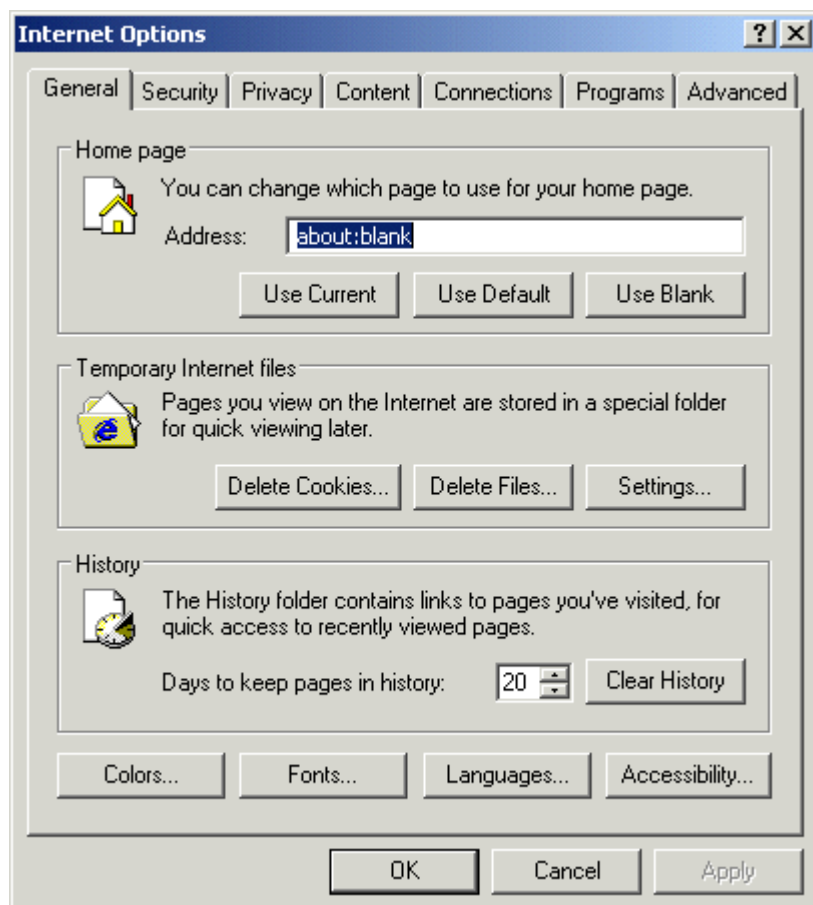 Internet Options
General Security Privacy Content Connections Programs Advanced
Home page
You can change which page to use for your home page.
Address: about:blank
Use Current Use Default Use Blank
Temporary Internet files
Pages you view on the Internet are stored in a special folder
for quick viewing later.
Delete Cookies... Delete Files... Settings...
History
The History folder contains links to pages you've visited, for
quick access to recently viewed pages.
Days to keep pages in history: 20 Clear History
Colors... Fonts... Languages... Accessibility...
OK Cancel Apply